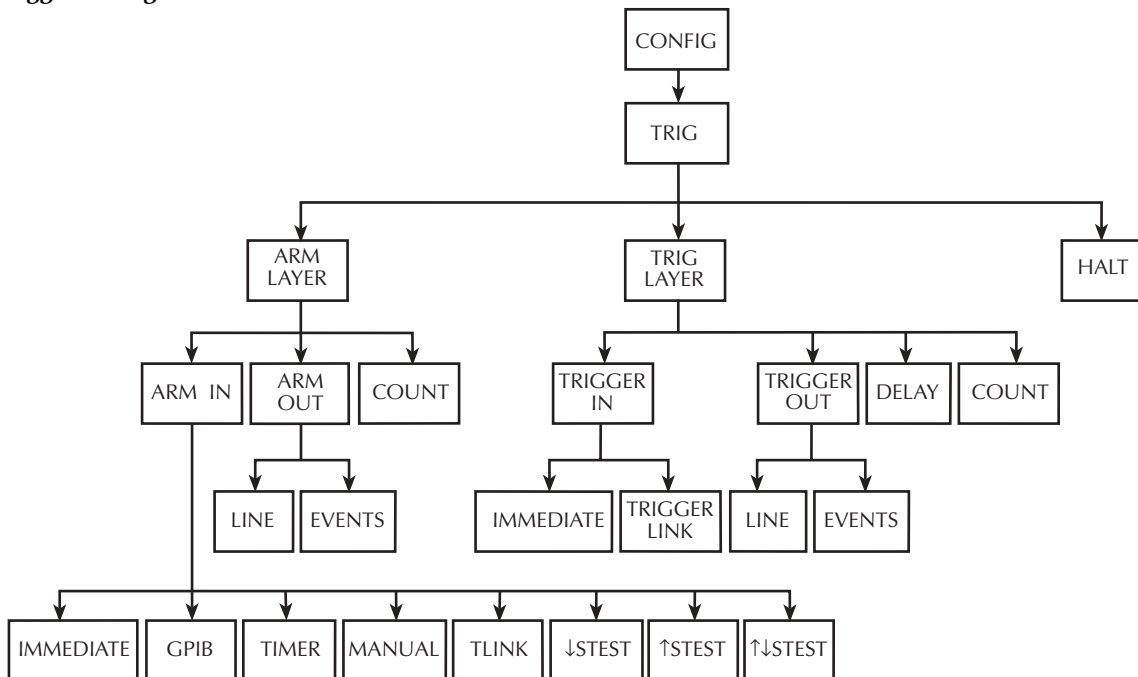 CONFIG
TRIG
ARM
LAYER
TRIG
LAYER
HALT
ARM IN
ARM
OUT
COUNT
TRIGGER
IN
TRIGGER
OUT
DELAY
COUNT
LINE
EVENTS
IMMEDIATE
TRIGGER
LINK
LINE
EVENTS
IMMEDIATE
GPIB
TIMER
MANUAL
TLINK
↓STEST
↑STEST
↑↓STEST